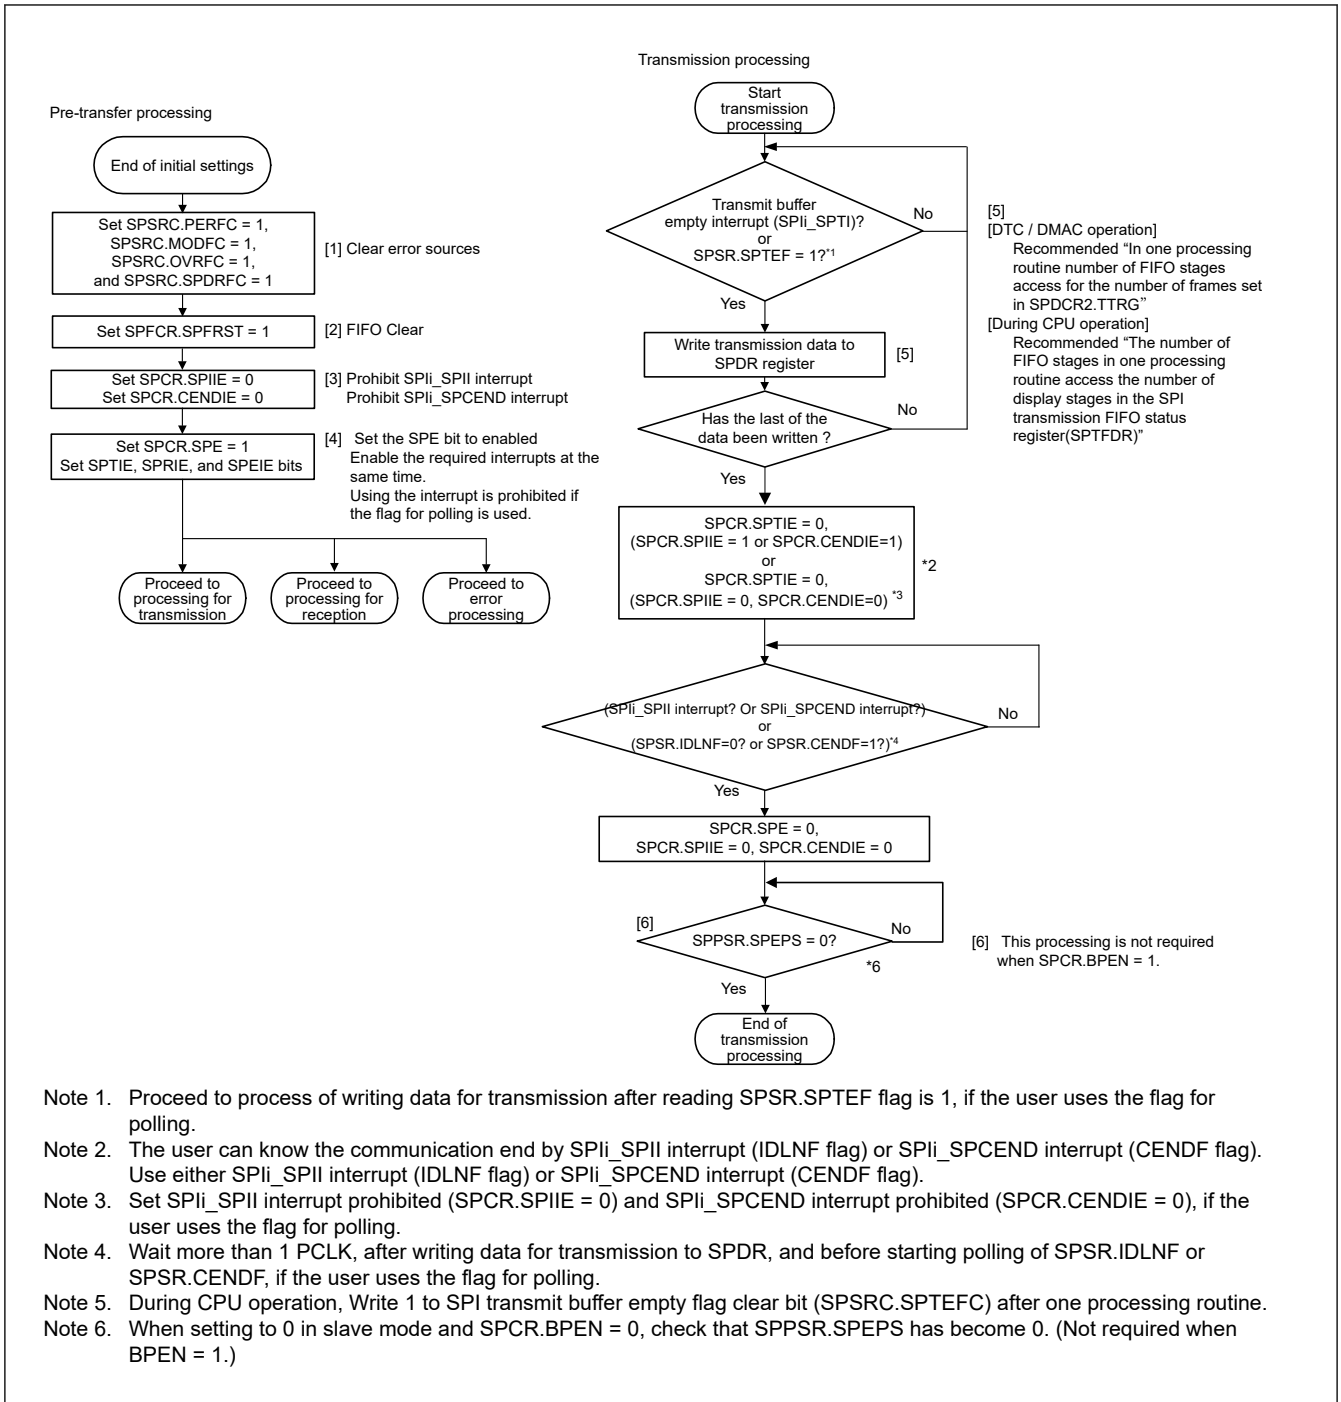 Pre-transfer processing
End of initial settings
Set SPSRC.PERFC = 1,
SPSRC.MODFC = 1,
SPSRC.OVRFC = 1,
and SPSRC.SPDRFC = 1
[1] Clear error sources
Set SPFCR.SPFRST = 1
[2] FIFO Clear
Set SPCR.SPIIE = 0
Set SPCR.CENDIE = 0
[3] Prohibit SPIi_SPII interrupt
Prohibit SPIi_SPCEND interrupt
Set SPCR.SPE = 1
Set SPTIE, SPRIE, and SPEIE bits
[4] Set the SPE bit to enabled
Enable the required interrupts at the
same time.
Using the interrupt is prohibited if
the flag for polling is used.
Proceed to
processing for
transmission
Proceed to
processing for
reception
Proceed to
error
processing
Transmission processing
Start
transmission
processing
Transmit buffer
empty interrupt (SPIi_SPTI)?
or
SPSR.SPTEF = 1?*1
No
Yes
Write transmission data to
SPDR register
[5]
Has the last of the
data been written ?
No
Yes
[5]
[DTC / DMAC operation]
Recommended “In one processing
routine number of FIFO stages
access for the number of frames set
in SPDCR2.TTRG”
[During CPU operation]
Recommended “The number of
FIFO stages in one processing
routine access the number of
display stages in the SPI
transmission FIFO status
register(SPTFDR)”
SPCR.SPTIE = 0,
(SPCR.SPIIE = 1 or SPCR.CENDIE=1)
or
SPCR.SPTIE = 0,
(SPCR.SPIIE = 0, SPCR.CENDIE=0) *3
*2
(SPIi_SPII interrupt? Or SPIi_SPCEND interrupt?)
or
(SPSR.IDLNF=0? or SPSR.CENDF=1?)*4
No
Yes
SPCR.SPE = 0,
SPCR.SPIIE = 0, SPCR.CENDIE = 0
[6]
SPPSR.SPEPS = 0?
No
*6
Yes
[6] This processing is not required
when SPCR.BPEN = 1.
End of
transmission
processing
Note 1. Proceed to process of writing data for transmission after reading SPSR.SPTEF flag is 1, if the user uses the flag for
polling.
Note 2. The user can know the communication end by SPIi_SPII interrupt (IDLNF flag) or SPIi_SPCEND interrupt (CENDF flag).
Use either SPIi_SPII interrupt (IDLNF flag) or SPIi_SPCEND interrupt (CENDF flag).
Note 3. Set SPIi_SPII interrupt prohibited (SPCR.SPIIE = 0) and SPIi_SPCEND interrupt prohibited (SPCR.CENDIE = 0), if the
user uses the flag for polling.
Note 4. Wait more than 1 PCLK, after writing data for transmission to SPDR, and before starting polling of SPSR.IDLNF or
SPSR.CENDF, if the user uses the flag for polling.
Note 5. During CPU operation, Write 1 to SPI transmit buffer empty flag clear bit (SPSRC.SPTEFC) after one processing routine.
Note 6. When setting to 0 in slave mode and SPCR.BPEN = 0, check that SPPSR.SPEPS has become 0. (Not required when
BPEN = 1.)